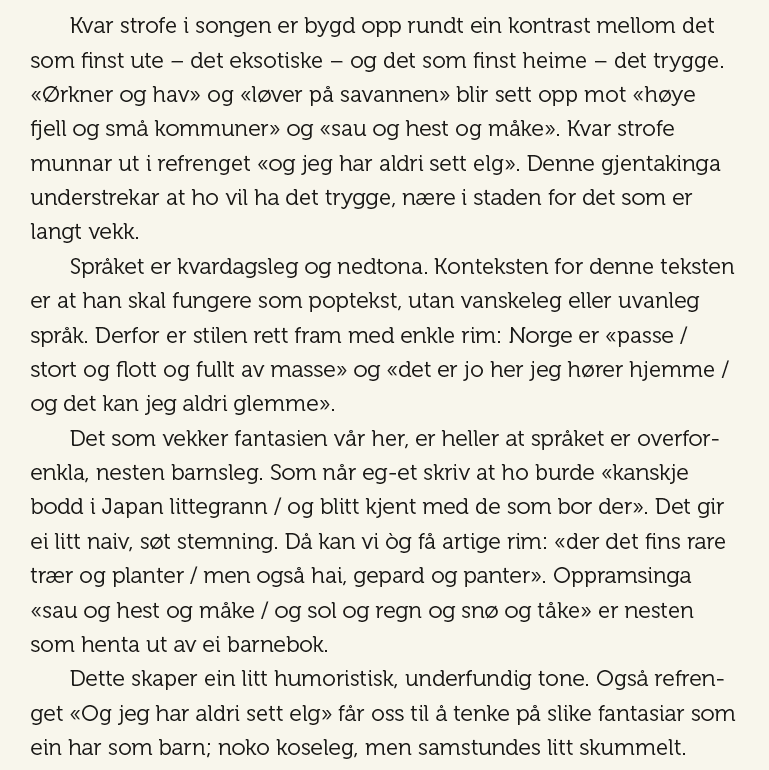 Kvar strofe i songen er bygd opp rundt ein kontrast mellom det
som finst ute – det eksotiske – og det som finst heime – det trygge.
«Ørkner og hav» og «løver på savannen» blir sett opp mot «høye
fjell og små kommuner» og «sau og hest og måke». Kvar strofe
munnar ut i refrenget «og jeg har aldri sett elg». Denne gjentakinga
understrekar at ho vil ha det trygge, nære i staden for det som er
langt vekk.
Språket er kvardagsleg og nedtona. Konteksten for denne teksten
er at han skal fungere som poptekst, utan vanskeleg eller uvanleg
språk. Derfor er stilen rett fram med enkle rim: Norge er «passe /
stort og flott og fullt av masse» og «det er jo her jeg hører hjemme /
og det kan jeg aldri glemme».
Det som vekker fantasien vår her, er heller at språket er overfor-
enkla, nesten barnsleg. Som når eg-et skriv at ho burde «kanskje
bodd i Japan littegrann / og blitt kjent med de som bor der». Det gir
ei litt naiv, søt stemning. Då kan vi òg få artige rim: «der det fins rare
trær og planter / men også hai, gepard og panter». Oppramsinga
«sau og hest og måke / og sol og regn og snø og tåke» er nesten
som henta ut av ei barnebok.
Dette skaper ein litt humoristisk, underfundig tone. Også refren-
get «Og jeg har aldri sett elg» får oss til å tenke på slike fantasiar som
ein har som barn; noko koseleg, men samstundes litt skummelt.